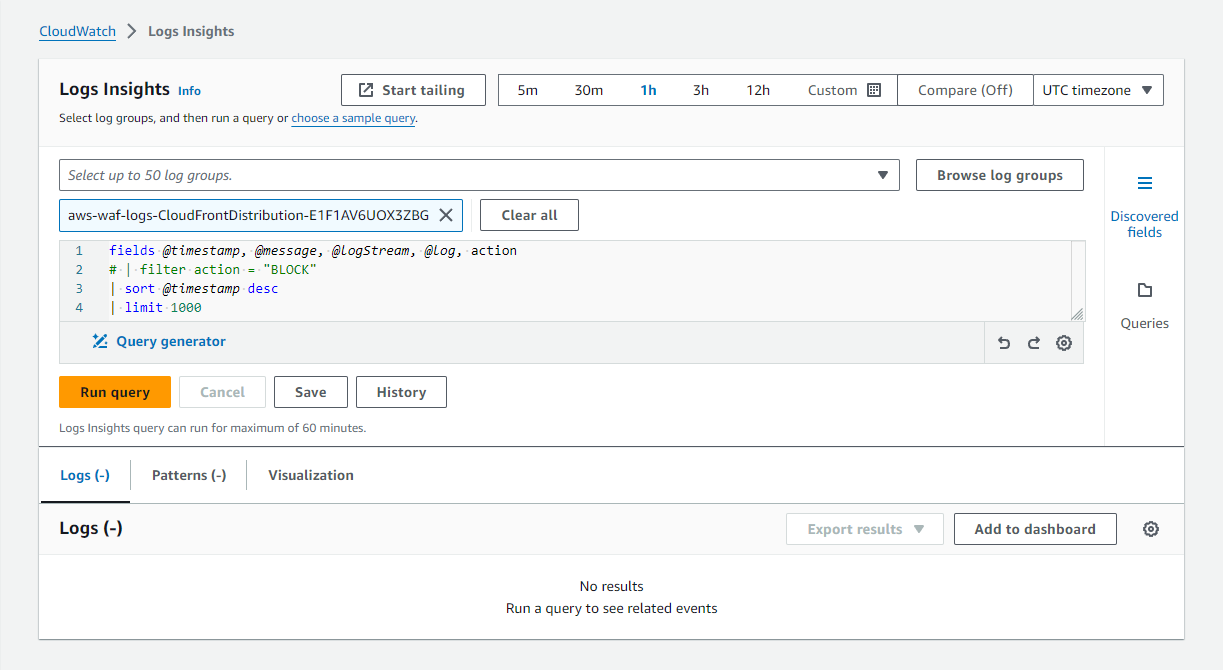 CloudWatch > Logs Insights
Logs Insights Info
Start tailing
5m 30m 1h 3h 12h Custom
Compare (Off)
UTC timezone
Select log groups, and then run a query or choose a sample query.
Select up to 50 log groups.
Browse log groups
aws-waf-logs-CloudFrontDistribution-E1F1AV6UOX3ZBG
Clear all
1 fields @timestamp, @message, @logStream, @log, action
2 # | filter action = "BLOCK"
3 | sort @timestamp desc
4 | limit 1000
Query generator
Discovered
fields
Queries
Run query Cancel Save History
Logs Insights query can run for maximum of 60 minutes.
Logs (-) Patterns (-) Visualization
Logs (-)
Export results
Add to dashboard
No results
Run a query to see related events